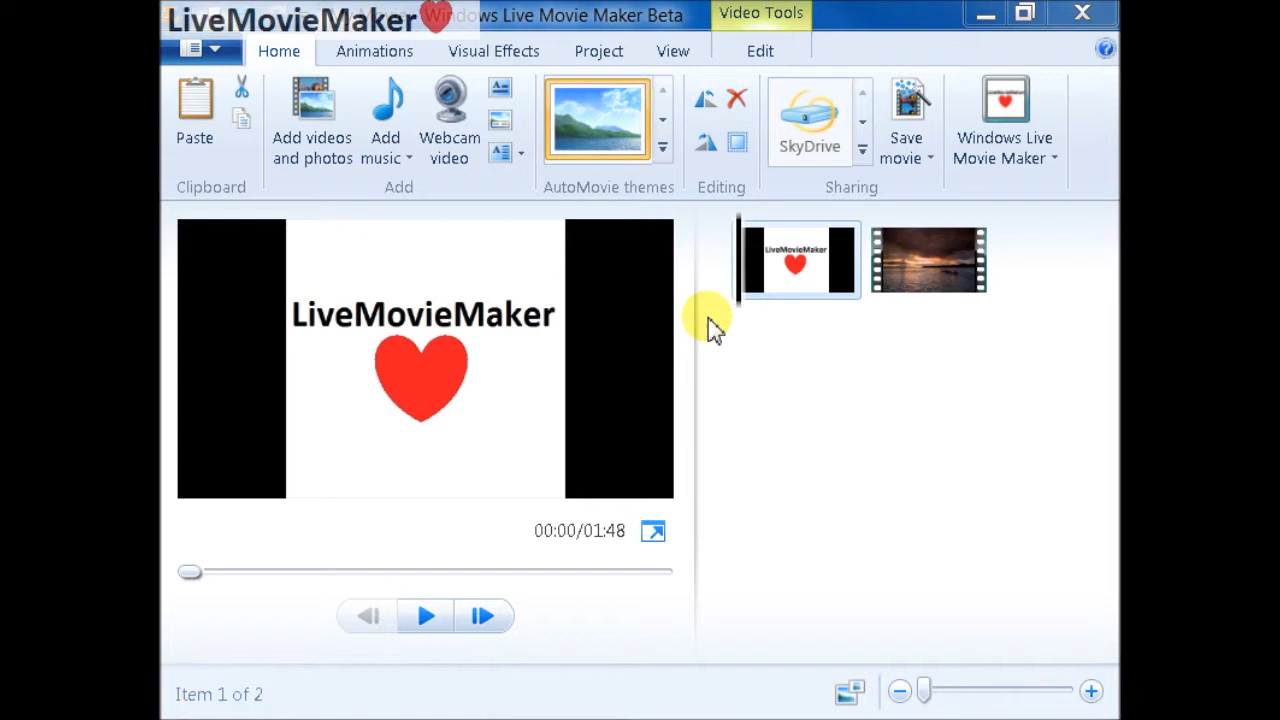 LiveMovieMaker
Windows Live Movie Maker Beta
Video Tools
Home
Animations
Visual Effects
Project
View
Edit
Paste
Add videos
and photos
Add
music
Webcam
video
SkyDrive
Save
movie
Windows Live
Movie Maker
Clipboard
Add
AutoMovie themes
Editing
Sharing
LiveMovieMaker
LiveMovieMaker
00:00/01:48
Item 1 of 2